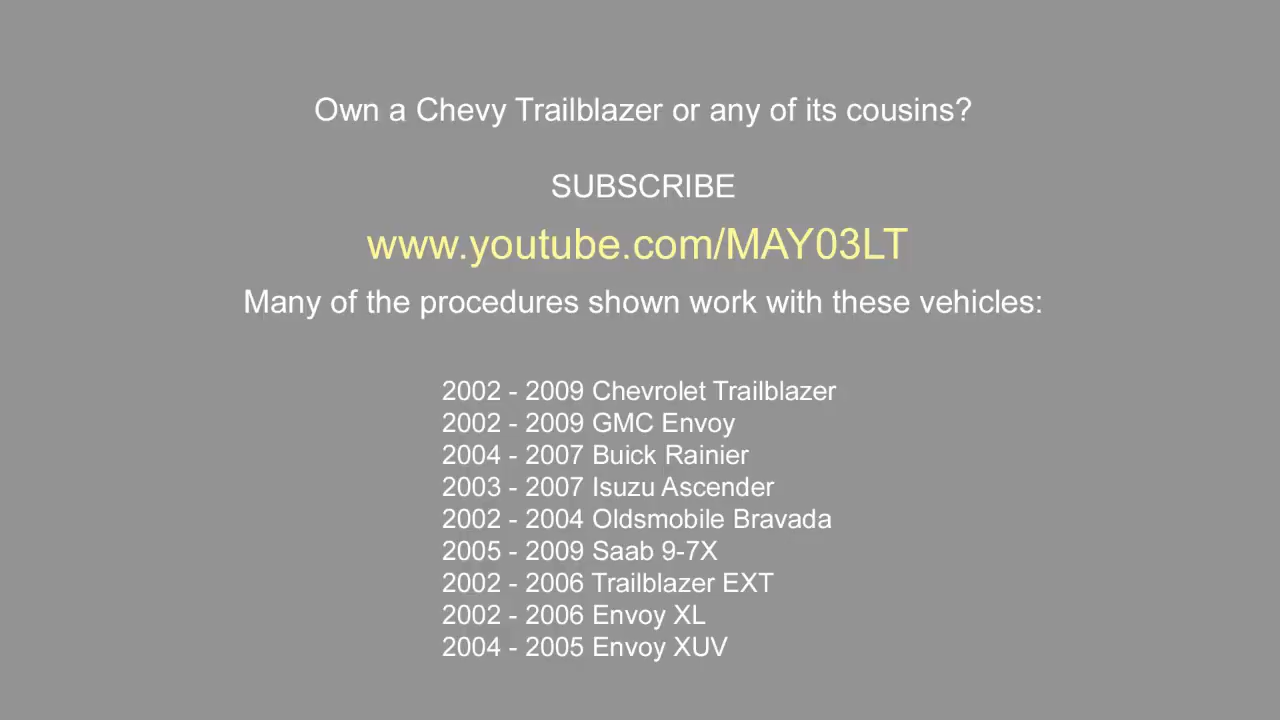 Own a Chevy Trailblazer or any of its cousins?
SUBSCRIBE
www.youtube.com/MAY03LT
Many of the procedures shown work with these vehicles:
2002 - 2009 Chevrolet Trailblazer
2002 - 2009 GMC Envoy
2004 - 2007 Buick Rainier
2003 - 2007 Isuzu Ascender
2002 - 2004 Oldsmobile Bravada
2005 - 2009 Saab 9-7X
2002 - 2006 Trailblazer EXT
2002 - 2006 Envoy XL
2004 - 2005 Envoy XUV